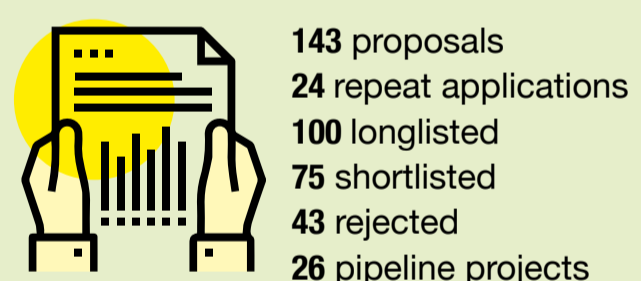 143 proposals
24 repeat applications
100 longlisted
75 shortlisted
43 rejected
26 pipeline projects